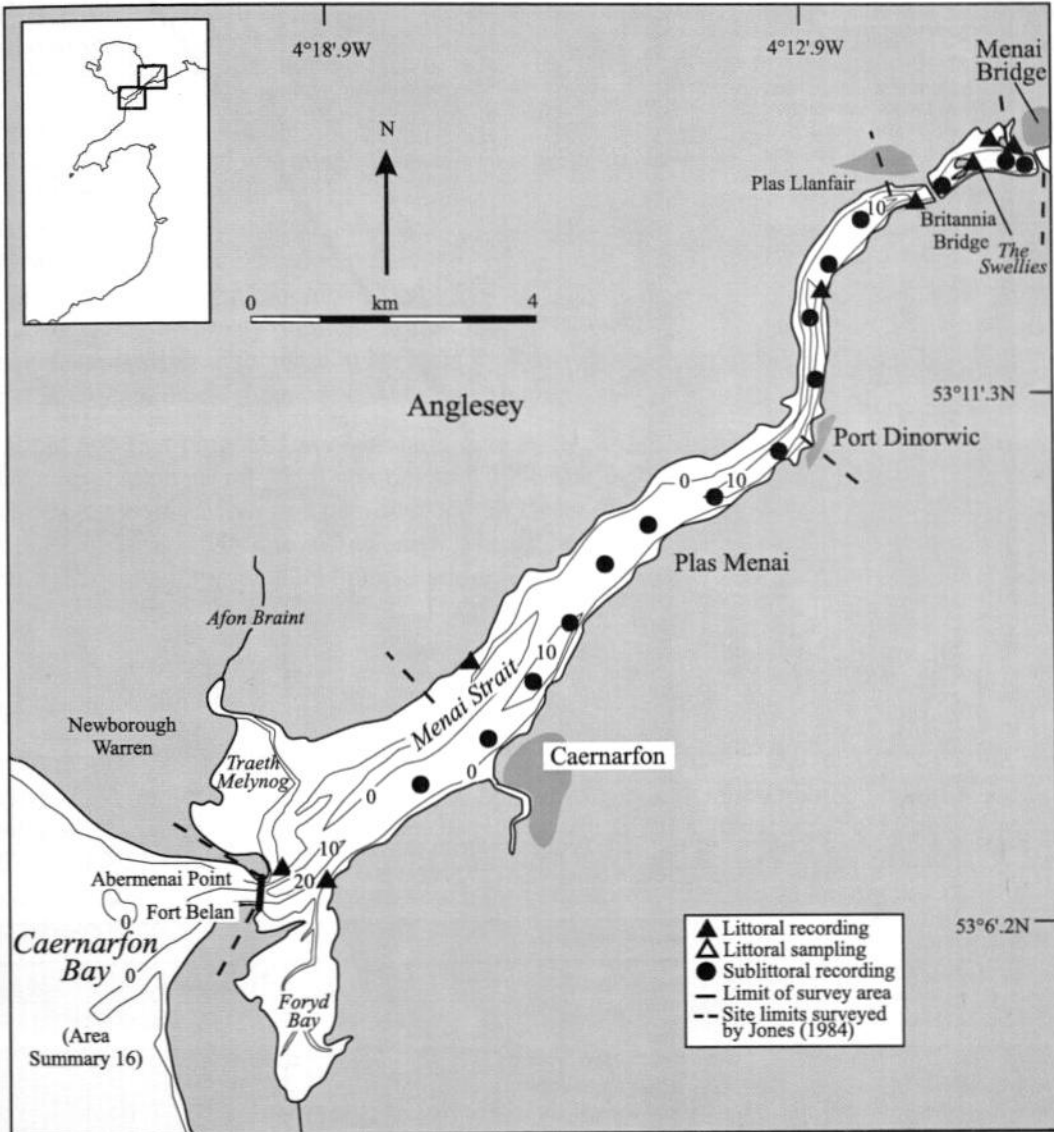 4°18'.9W
4°12'.9W
Menai
Bridge
N
Plas Llanfair
10
Britannia
Bridge
The
Swellies
0
km
4
Anglesey
53°11'.3N
Port Dinorwic
0
10
Plas Menai
Afon Braint
10
Menai Strait
Newborough
Warren
Traeth
Melynog
Caernarfon
0
0
10
Abermenai Point
20
Fort Belan
0
Caernarfon
Bay
0
53°6'.2N
(Area
Summary 16)
Foryd
Bay
Littoral recording
Littoral sampling
Sublittoral recording
Limit of survey area
Site limits surveyed
by Jones (1984)